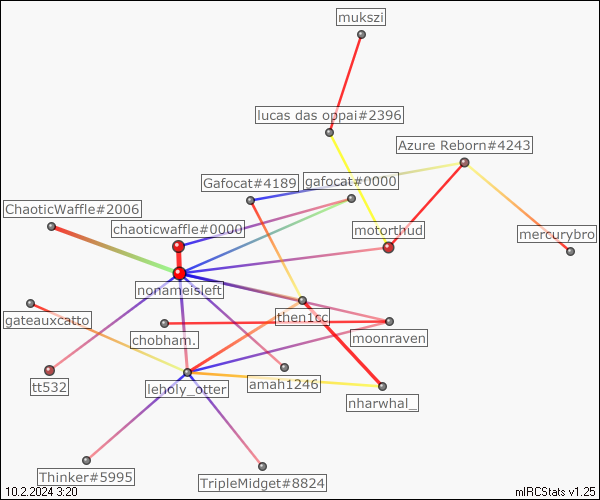 mukszi
lucas das oppai#2396
Azure Reborn#4243
Gafocat#4189
gafocat#0000
ChaoticWaffle#2006
chaoticwaffle#0000
motorthud
mercurybro
nonameisleft
gateauxcatto
then1cc
chobham.
moonraven
tt532
leholy_otter
amah1246
nharwhal_
Thinker#5995
TripleMidget#8824
10.2.2024 3:20
mIRCStats v1.25